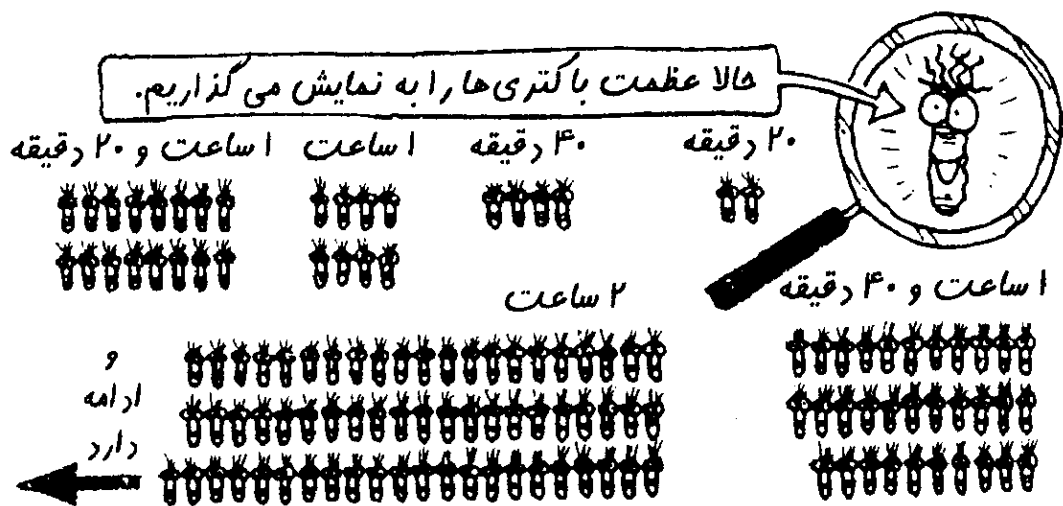 حالا عظمت باکتری‌ها را به نمایش می‌گذاریم.
۲۰ دقیقه
۴۰ دقیقه
۱ ساعت
۱ ساعت و ۲۰ دقیقه
۱ ساعت و ۴۰ دقیقه
۲ ساعت
و
ادامه
دارد